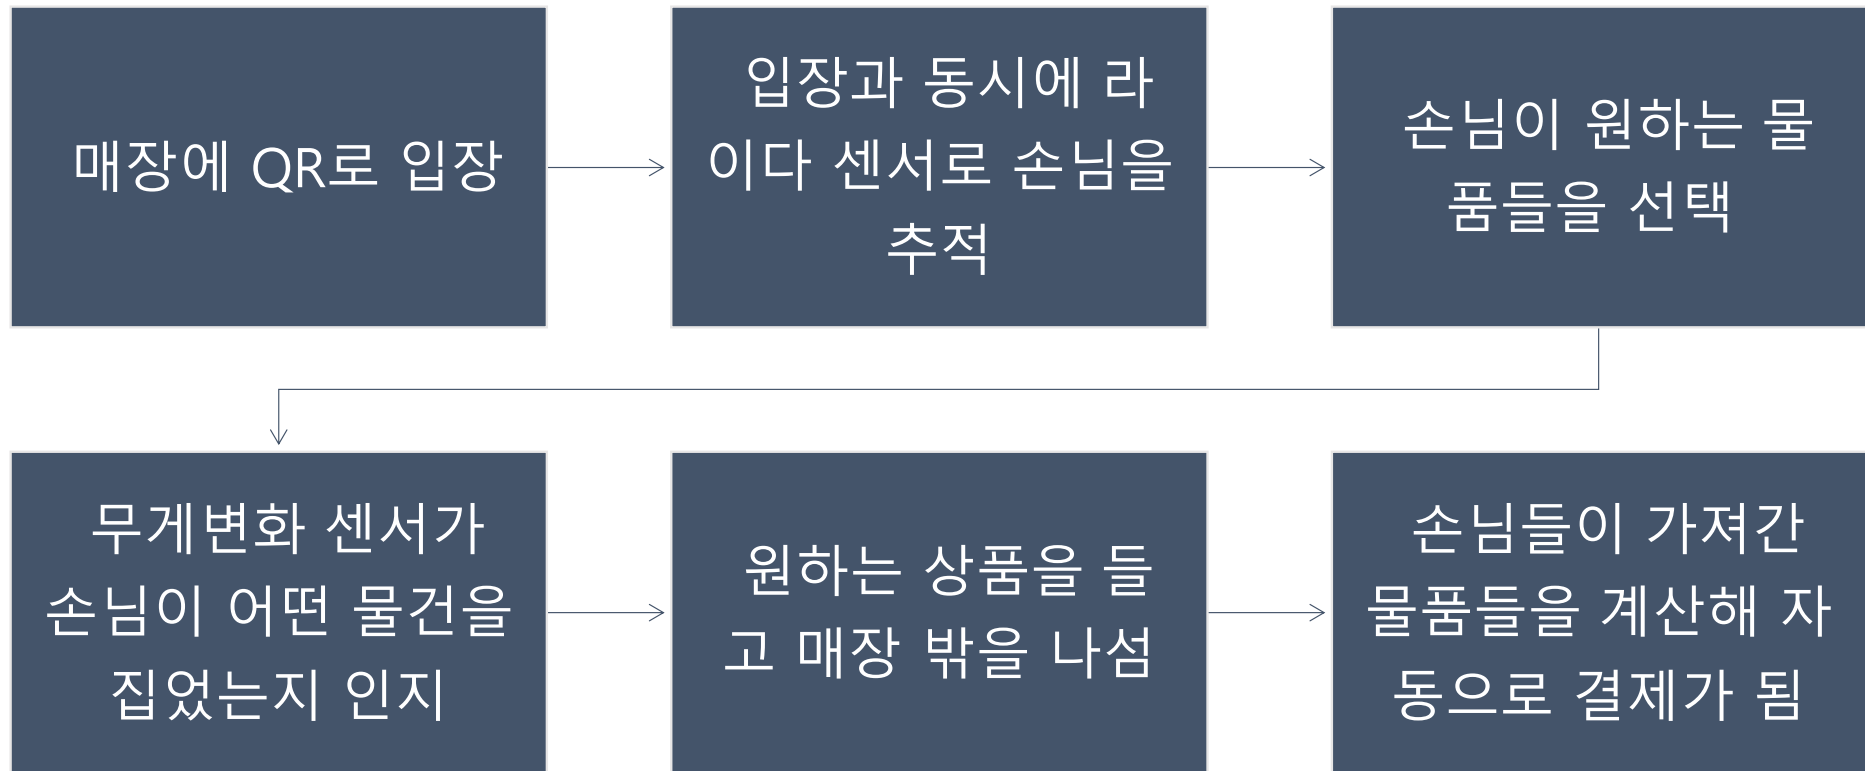 매장에 QR로 입장
입장과 동시에 라
이다 센서로 손님을
추적
손님이 원하는 물
품들을 선택
무게변화 센서가
손님이 어떤 물건을
집었는지 인지
원하는 상품을 들
고 매장 밖을 나섬
손님들이 가져간
물품들을 계산해 자
동으로 결제가 됨